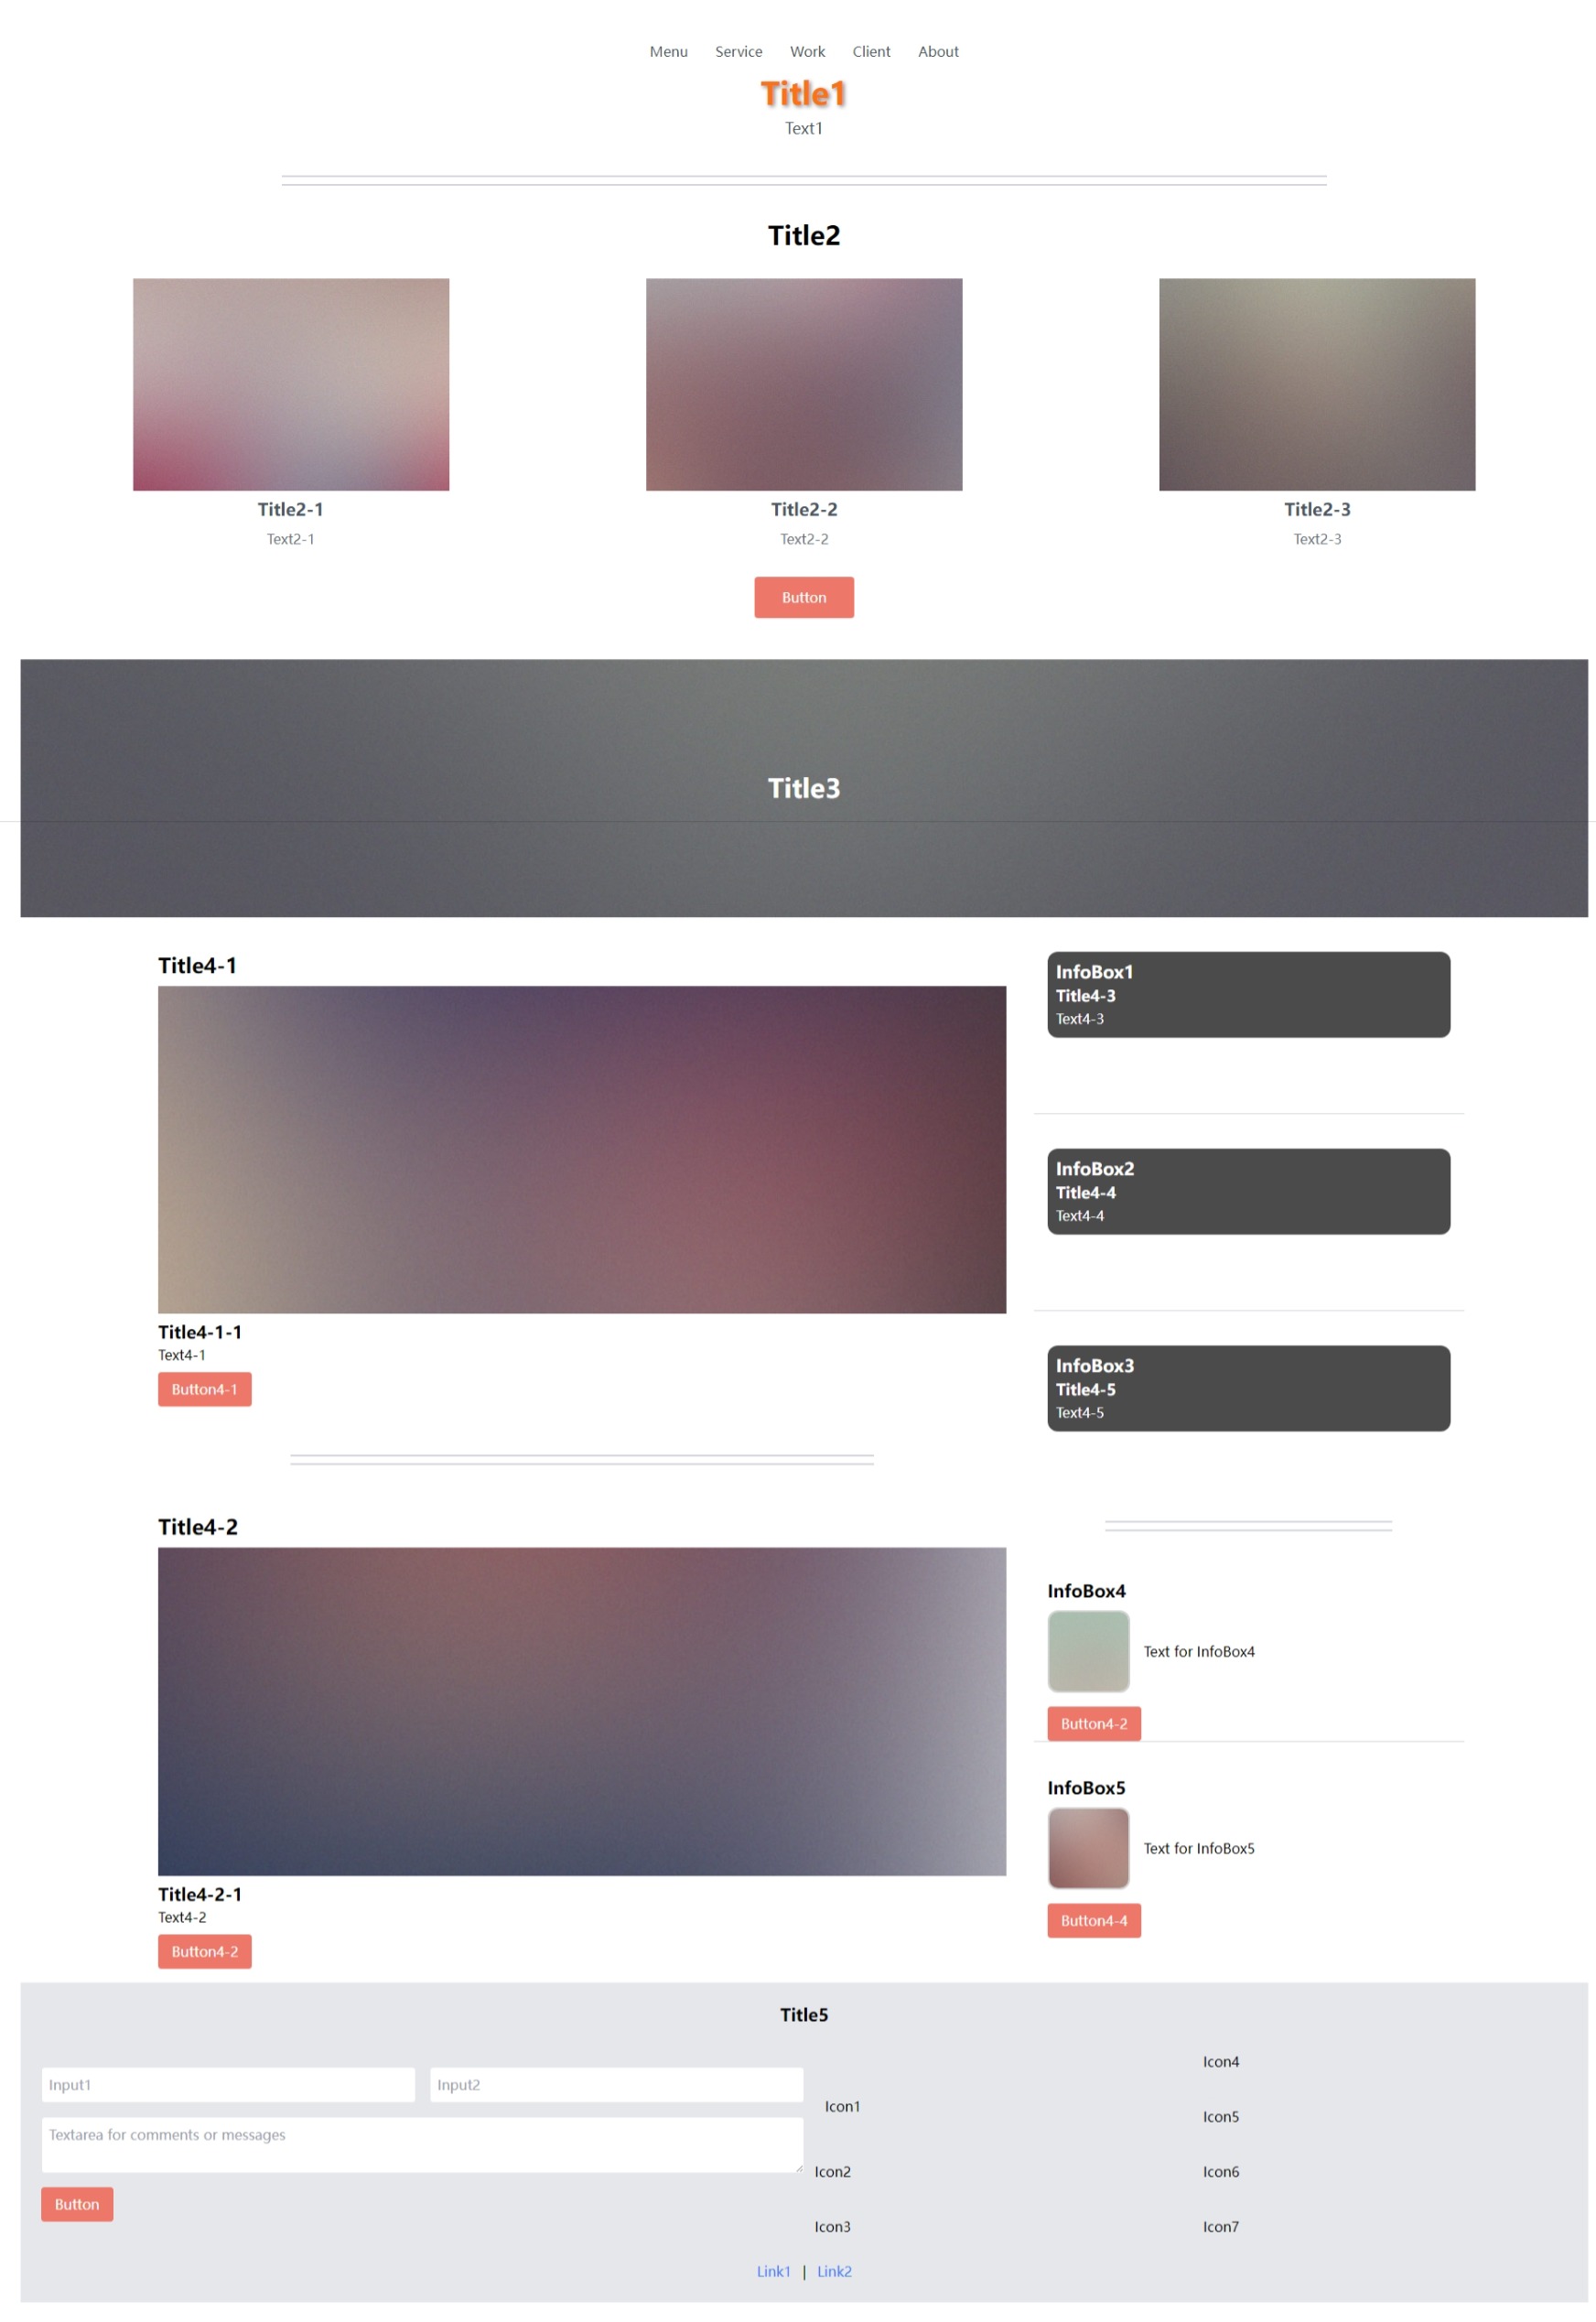 Menu Service Work Client About
Title1
Text1
Title2
Title2-1
Text2-1
Title2-2
Text2-2
Title2-3
Text2-3
Button
Title3
Title4-1
Title4-1-1
Text4-1
Button4-1
Title4-2
Title4-2-1
Text4-2
Button4-2
InfoBox1
Title4-3
Text4-3
InfoBox2
Title4-4
Text4-4
InfoBox3
Title4-5
Text4-5
InfoBox4
Text for InfoBox4
Button4-2
InfoBox5
Text for InfoBox5
Button4-4
Title5
Input1
Input2
Textarea for comments or messages
Button
Icon1
Icon2
Icon3
Icon4
Icon5
Icon6
Icon7
Link1 | Link2